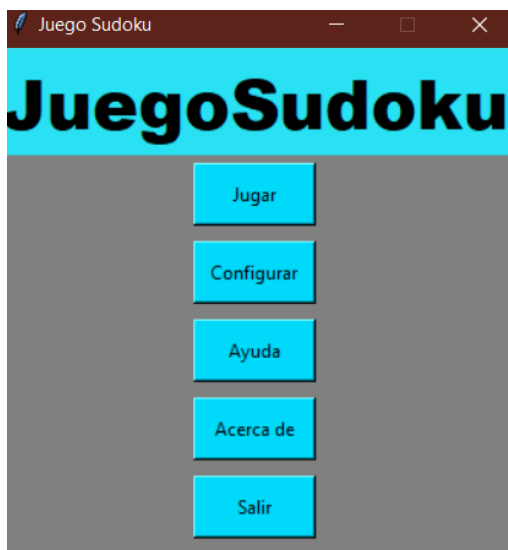 Juego Sudoku
JuegoSudoku
Jugar
Configurar
Ayuda
Acerca de
Salir